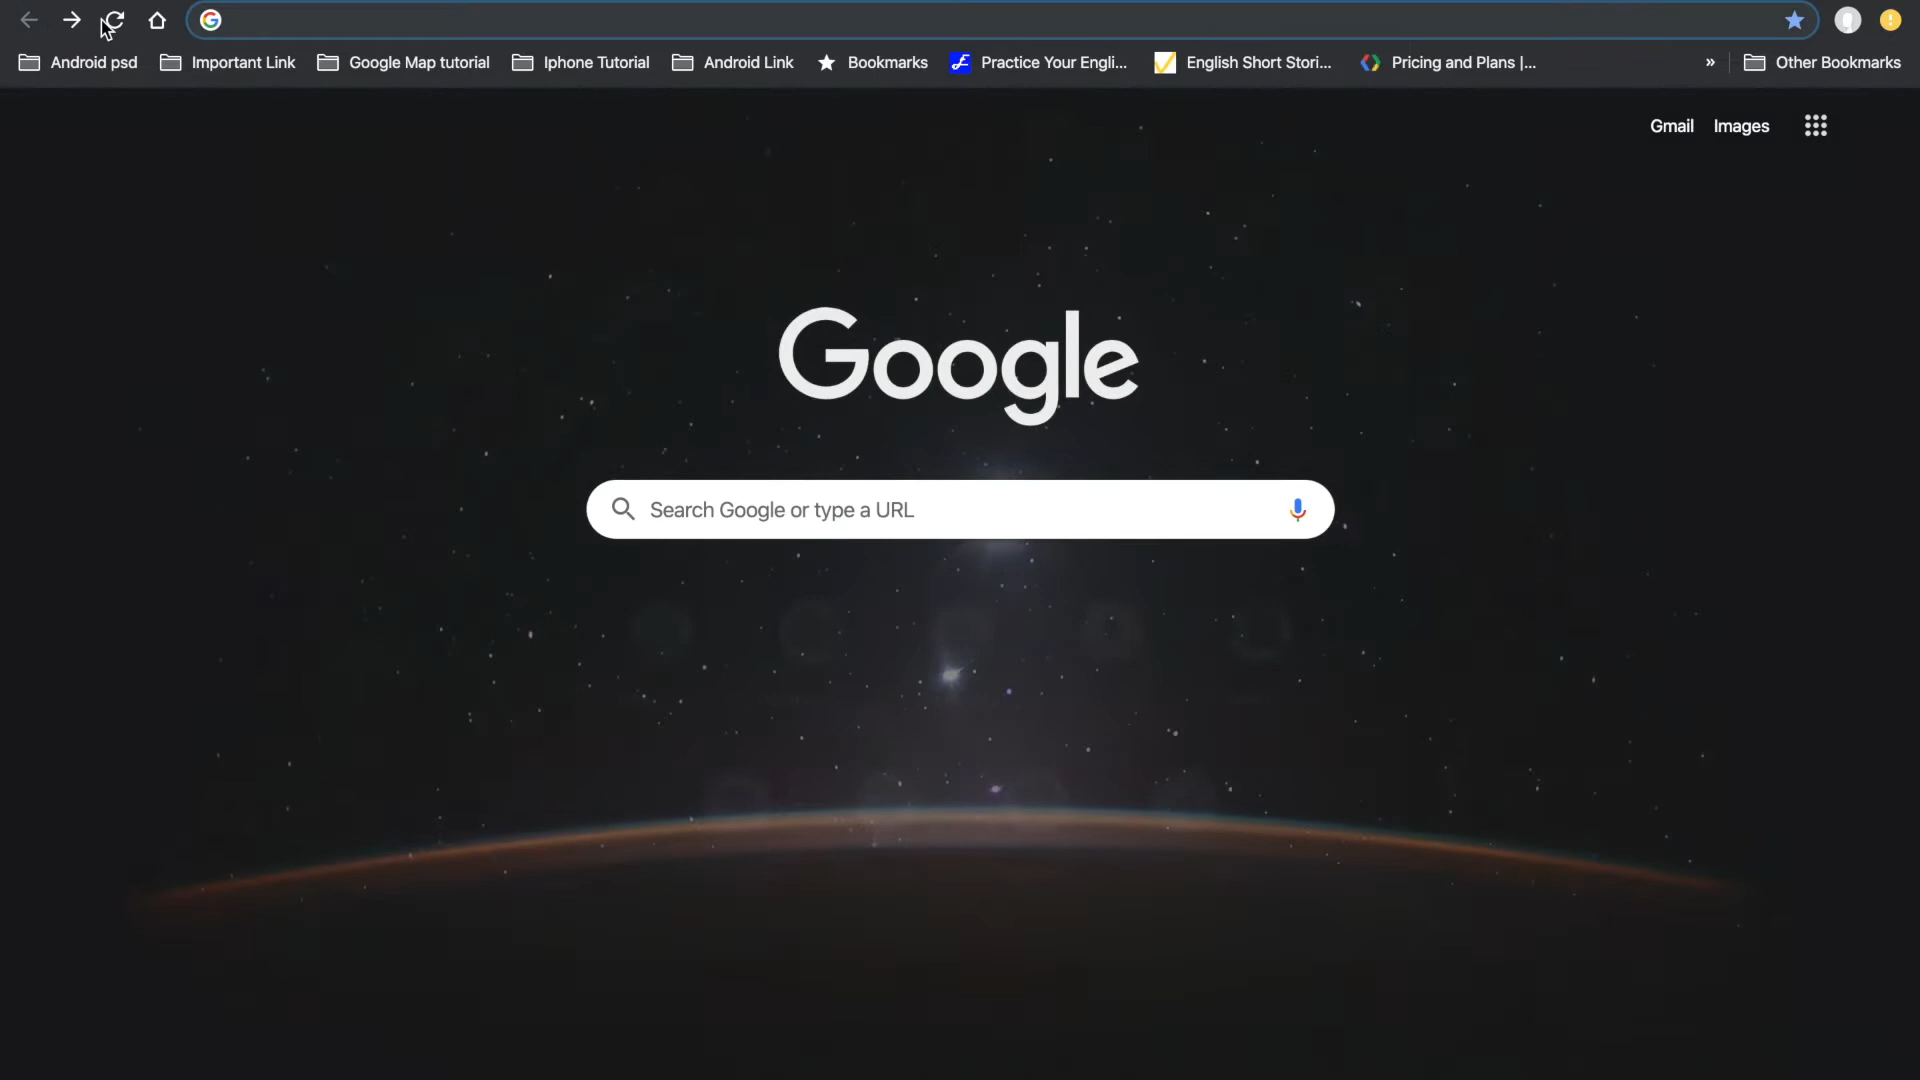 Android psd
Important Link
Google Map tutorial
Iphone Tutorial
Android Link
Bookmarks
Practice Your Engli...
English Short Stori...
Pricing and Plans |...
»
Other Bookmarks
Gmail
Images
Google
Search Google or type a URL